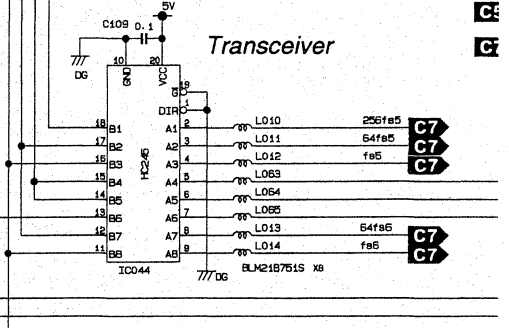 5V
C109 0.1
Transceiver
C7
DG
10 20
GND VCC
G 19
DIR 1
18 B1 A1 2 L010 256fs5 C7
17 B2 A2 3 L011 64fs5 C7
16 B3 A3 4 L012 fs5 C7
15 B4 A4 5 L063
14 B5 A5 6 L064
13 B6 A6 7 L065
12 B7 A7 8 L013 64fs6 C7
11 B8 A8 9 L014 fs6 C7
HC245
IC044
DG
BLM21B751S X8